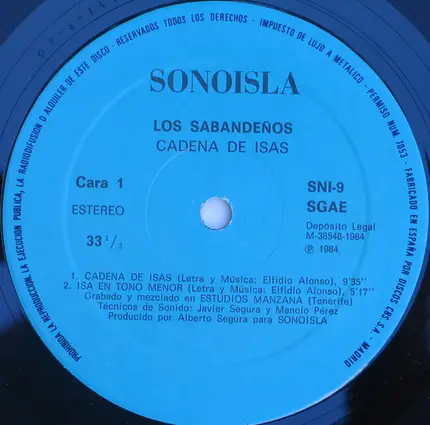 PROHIBIDA LA REPRODUCCION, LA EJECUCION PUBLICA, LA RADIODIFUSION O ALQUILER DE ESTE DISCO - RESERVADOS TODOS LOS DERECHOS - IMPUESTO DE LUJO A METALICO - PERMISO NUM. 7053 - FABRICADO EN ESPAÑA POR DISCOS CBS S.A. - MADRID
SONOISLA
LOS SABANDEÑOS
CADENA DE ISAS
Cara 1
SNI-9
ESTEREO
SGAE
Depósito Legal
M-38548-1984
33 1/3
Ⓟ 1984
1. CADENA DE ISAS (Letra y Música: Elfidio Alonso), 9'35"
2. ISA EN TONO MENOR (Letra y Música: Elfidio Alonso), 5'17"
Grabado y mezclado en ESTUDIOS MANZANA (Tenerife)
Técnicos de Sonido: Javier Segura y Manolo Pérez
Producido por Alberto Segura para SONOISLA